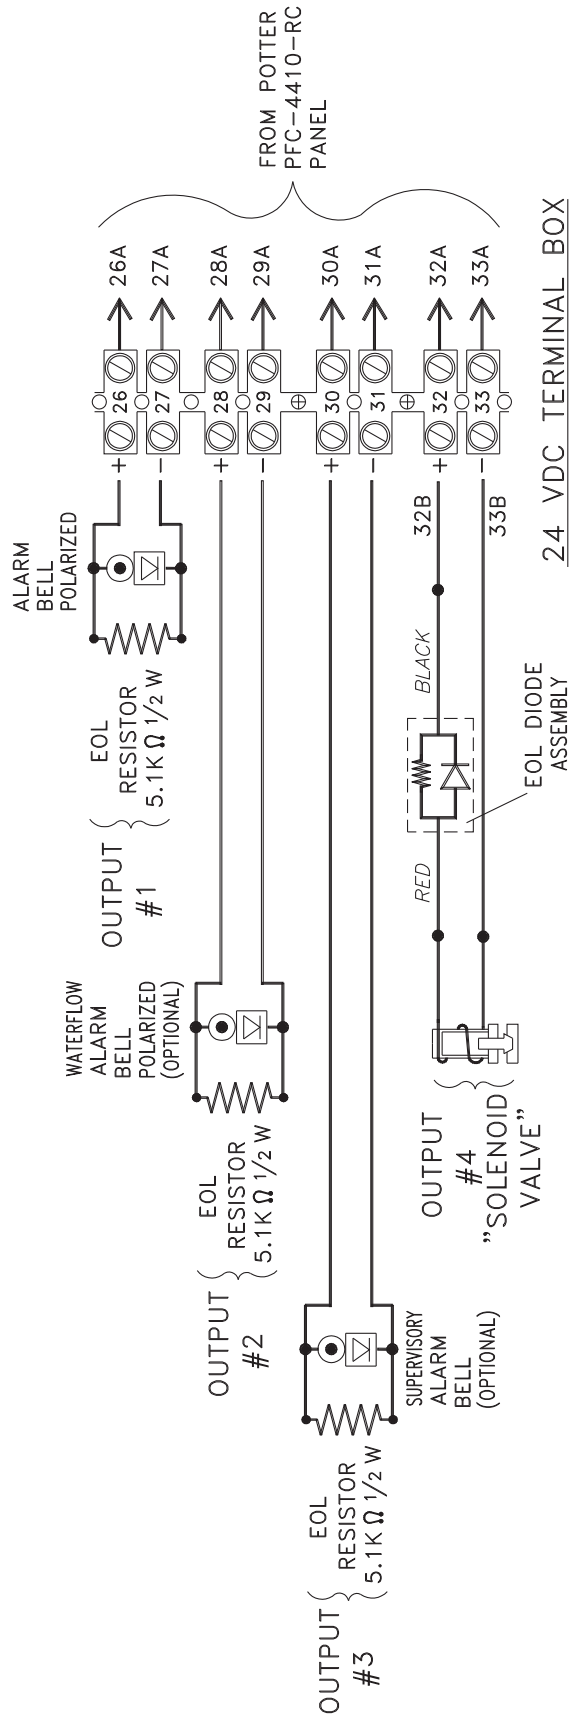 ALARM
BELL
POLARIZED
EOL
RESISTOR
5.1K Ω 1/2 W
OUTPUT
#1
WATERFLOW
ALARM
BELL
POLARIZED
(OPTIONAL)
EOL
RESISTOR
5.1K Ω 1/2 W
OUTPUT
#2
EOL
RESISTOR
5.1K Ω 1/2 W
OUTPUT
#3
SUPERVISORY
ALARM
BELL
(OPTIONAL)
OUTPUT
#4
"SOLENOID
VALVE"
RED
BLACK
EOL DIODE
ASSEMBLY
32B
33B
+ 26 26A
− 27 27A
+ 28 28A
− 29 29A
+ 30 30A
− 31 31A
+ 32 32A
− 33 33A
FROM POTTER
PFC-4410-RC
PANEL
24 VDC TERMINAL BOX